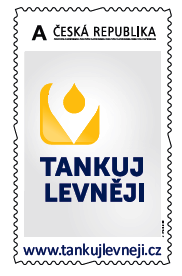 A ČESKÁ REPUBLIKA
TANKUJ
LEVNĚJI
www.tankujlevneji.cz